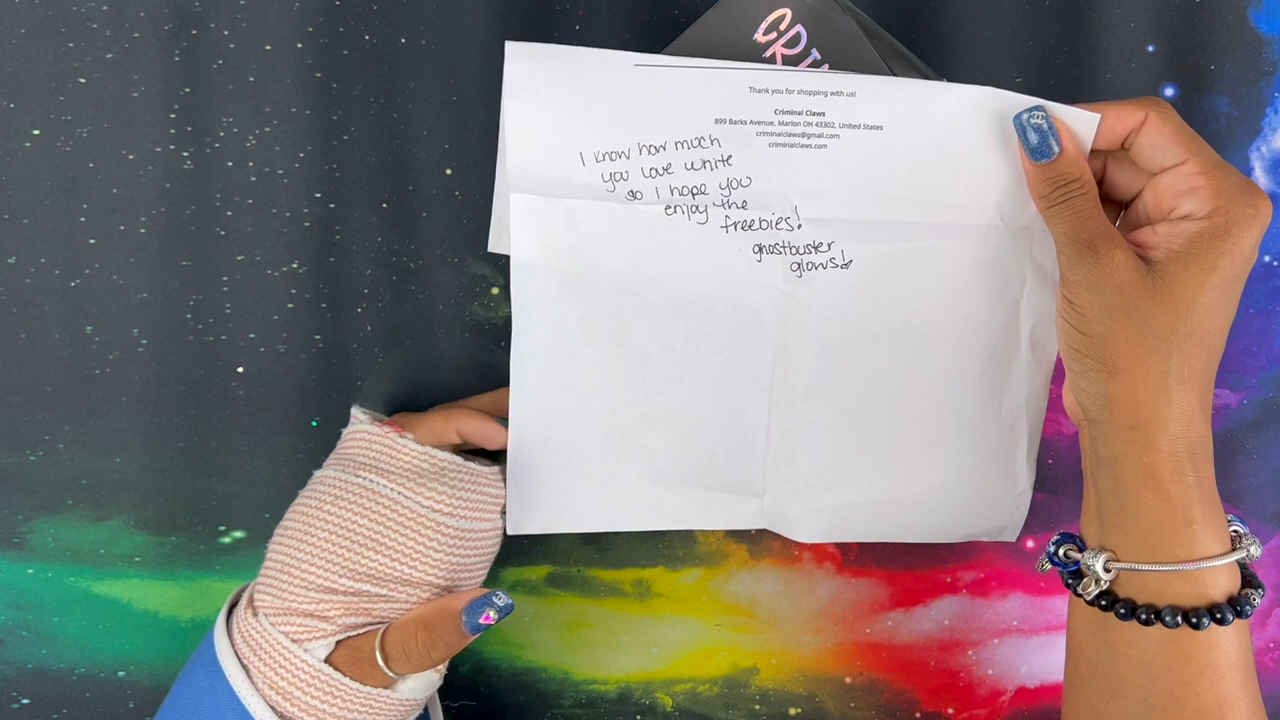 CRI
Thank you for shopping with us!
Criminal Claws
899 Barks Avenue, Marion OH 43302, United States
criminalclaws@gmail.com
criminalclaws.com
I know how much
you love white
so I hope you
enjoy the
freebies!
ghostbuster
glows!